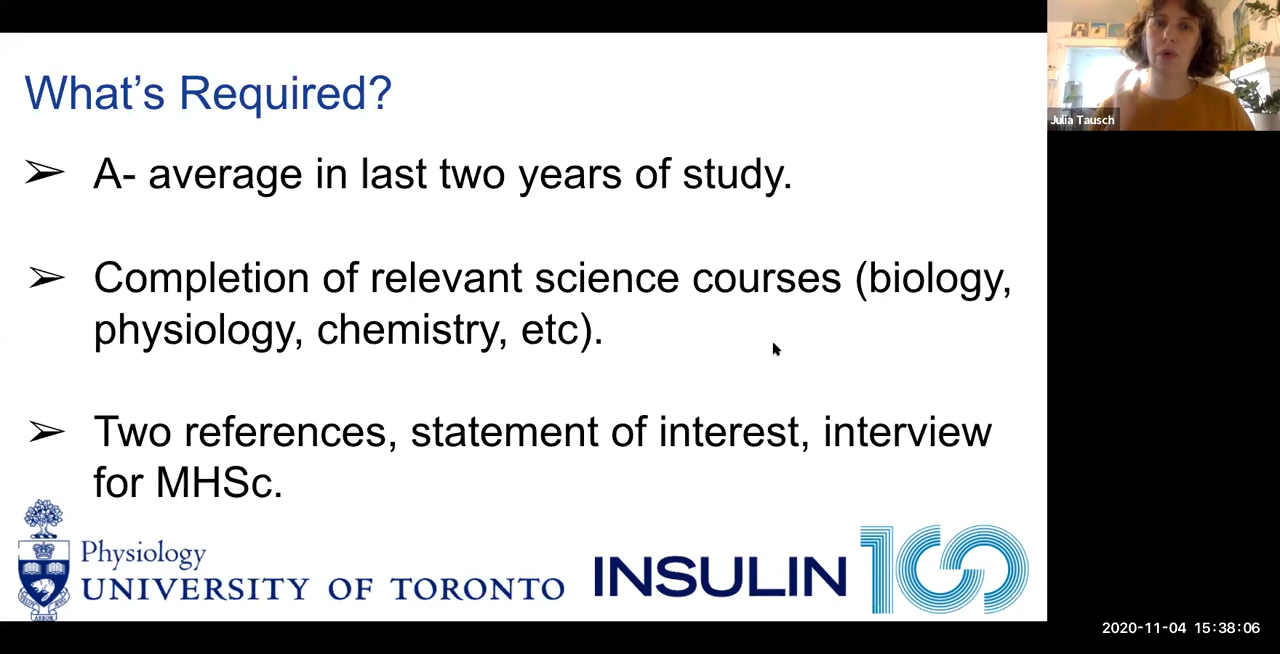 What's Required?
➢ A- average in last two years of study.
➢ Completion of relevant science courses (biology,
physiology, chemistry, etc).
➢ Two references, statement of interest, interview
for MHSc.
Physiology
UNIVERSITY OF TORONTO
INSULIN 100
Julia Tausch
2020-11-04 15:38:06